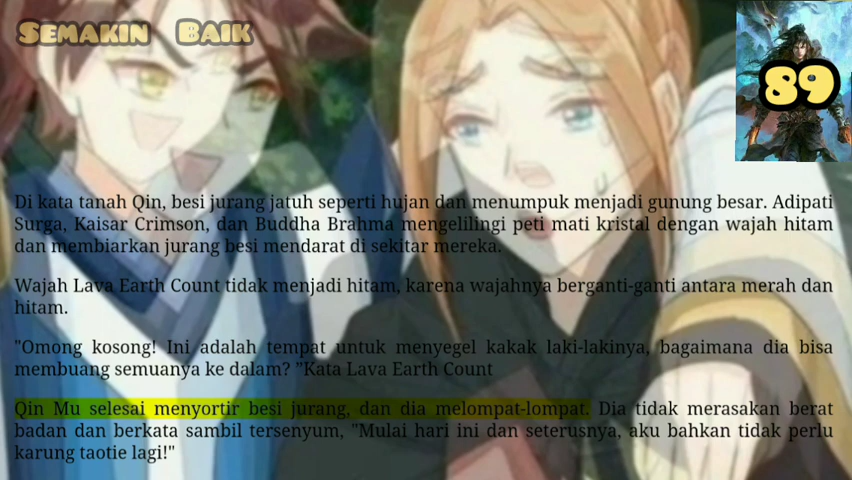 Semakin Baik
89
Di kata tanah Qin, besi jurang jatuh seperti hujan dan menumpuk menjadi gunung besar. Adipati
Surga, Kaisar Crimson, dan Buddha Brahma mengelilingi peti mati kristal dengan wajah hitam
dan membiarkan jurang besi mendarat di sekitar mereka.
Wajah Lava Earth Count tidak menjadi hitam, karena wajahnya berganti-ganti antara merah dan
hitam.
"Omong kosong! Ini adalah tempat untuk menyegel kakak laki-lakinya, bagaimana dia bisa
membuang semuanya ke dalam? "Kata Lava Earth Count
Qin Mu selesai menyortir besi jurang, dan dia melompat-lompat. Dia tidak merasakan berat
badan dan berkata sambil tersenyum, "Mulai hari ini dan seterusnya, aku bahkan tidak perlu
karung taotie lagi!"